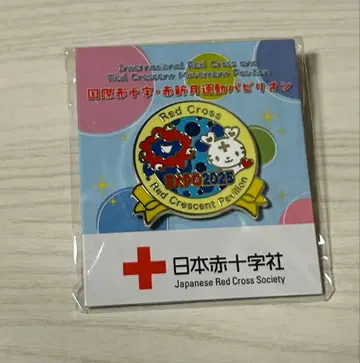 International Red Cross and
Red Crescent Movement Pavilion
国際赤十字・赤新月運動パビリオン
Red Cross
EXPO2025
Red Crescent Pavilion
日本赤十字社
Japanese Red Cross Society